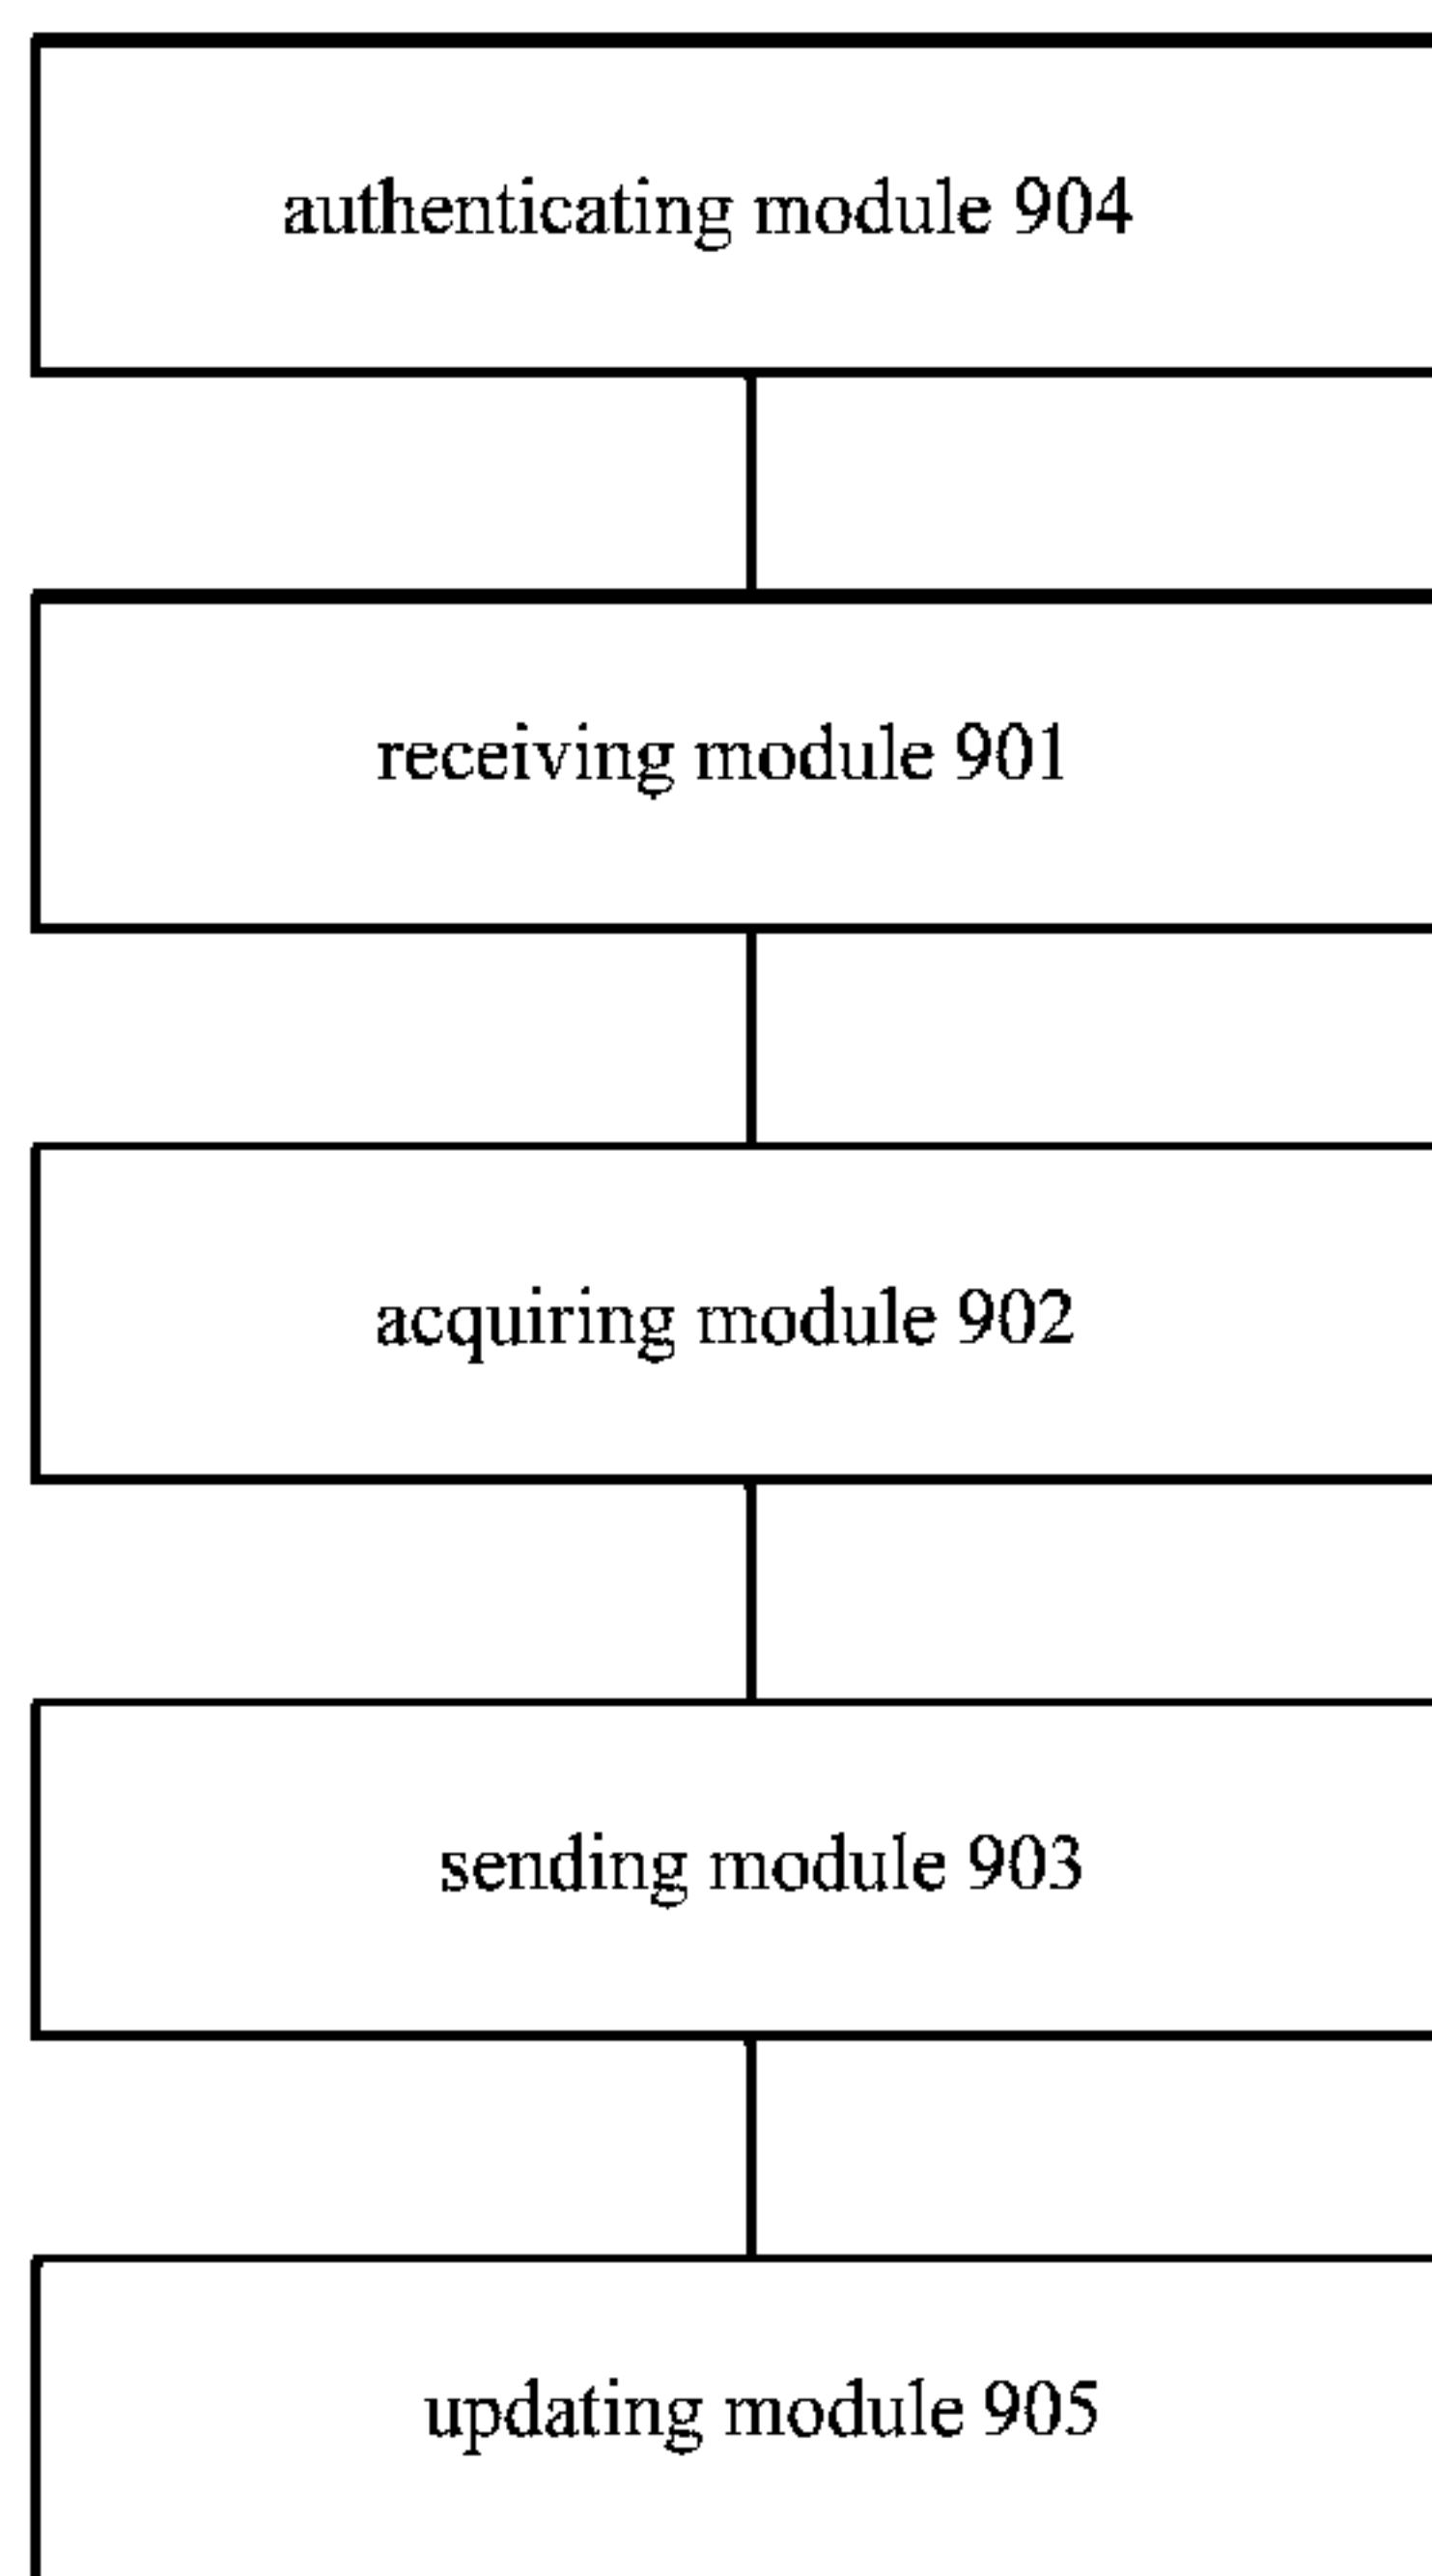 authenticating module 904
receiving module 901
acquiring module 902
sending module 903
updating module 905